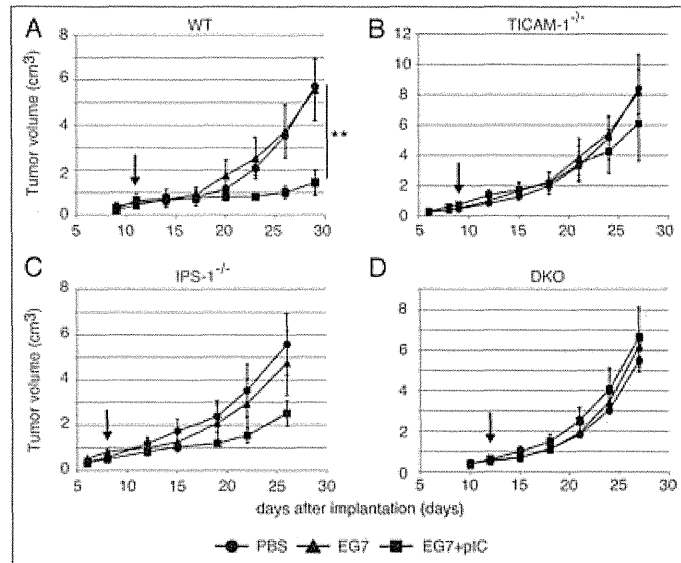 A
WT
Tumor volume (cm3)
8
6
4
2
0
5 10 15 20 25 30
**
B
TICAM-1-/-
12
10
8
6
4
2
0
5 10 15 20 25 30
C
IPS-1-/-
Tumor volume (cm3)
8
6
4
2
0
5 10 15 20 25 30
D
DKO
8
6
4
2
0
5 10 15 20 25 30
days after implantation (days)
PBS EG7 EG7+pIC